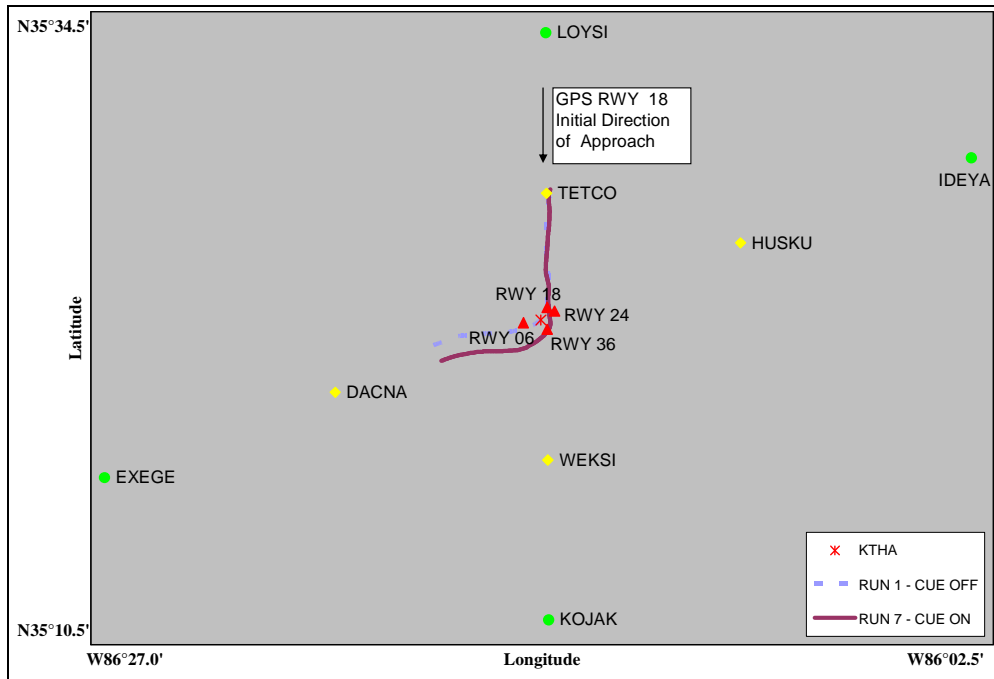 N35°34.5'
LOYSI
GPS RWY 18
Initial Direction
of Approach
IDEYA
TETCO
HUSKU
RWY 18
RWY 24
RWY 06
RWY 36
Latitude
DACNA
WEKSI
EXEGE
KTHA
RUN 1 - CUE OFF
RUN 7 - CUE ON
KOJAK
N35°10.5'
W86°27.0'
Longitude
W86°02.5'